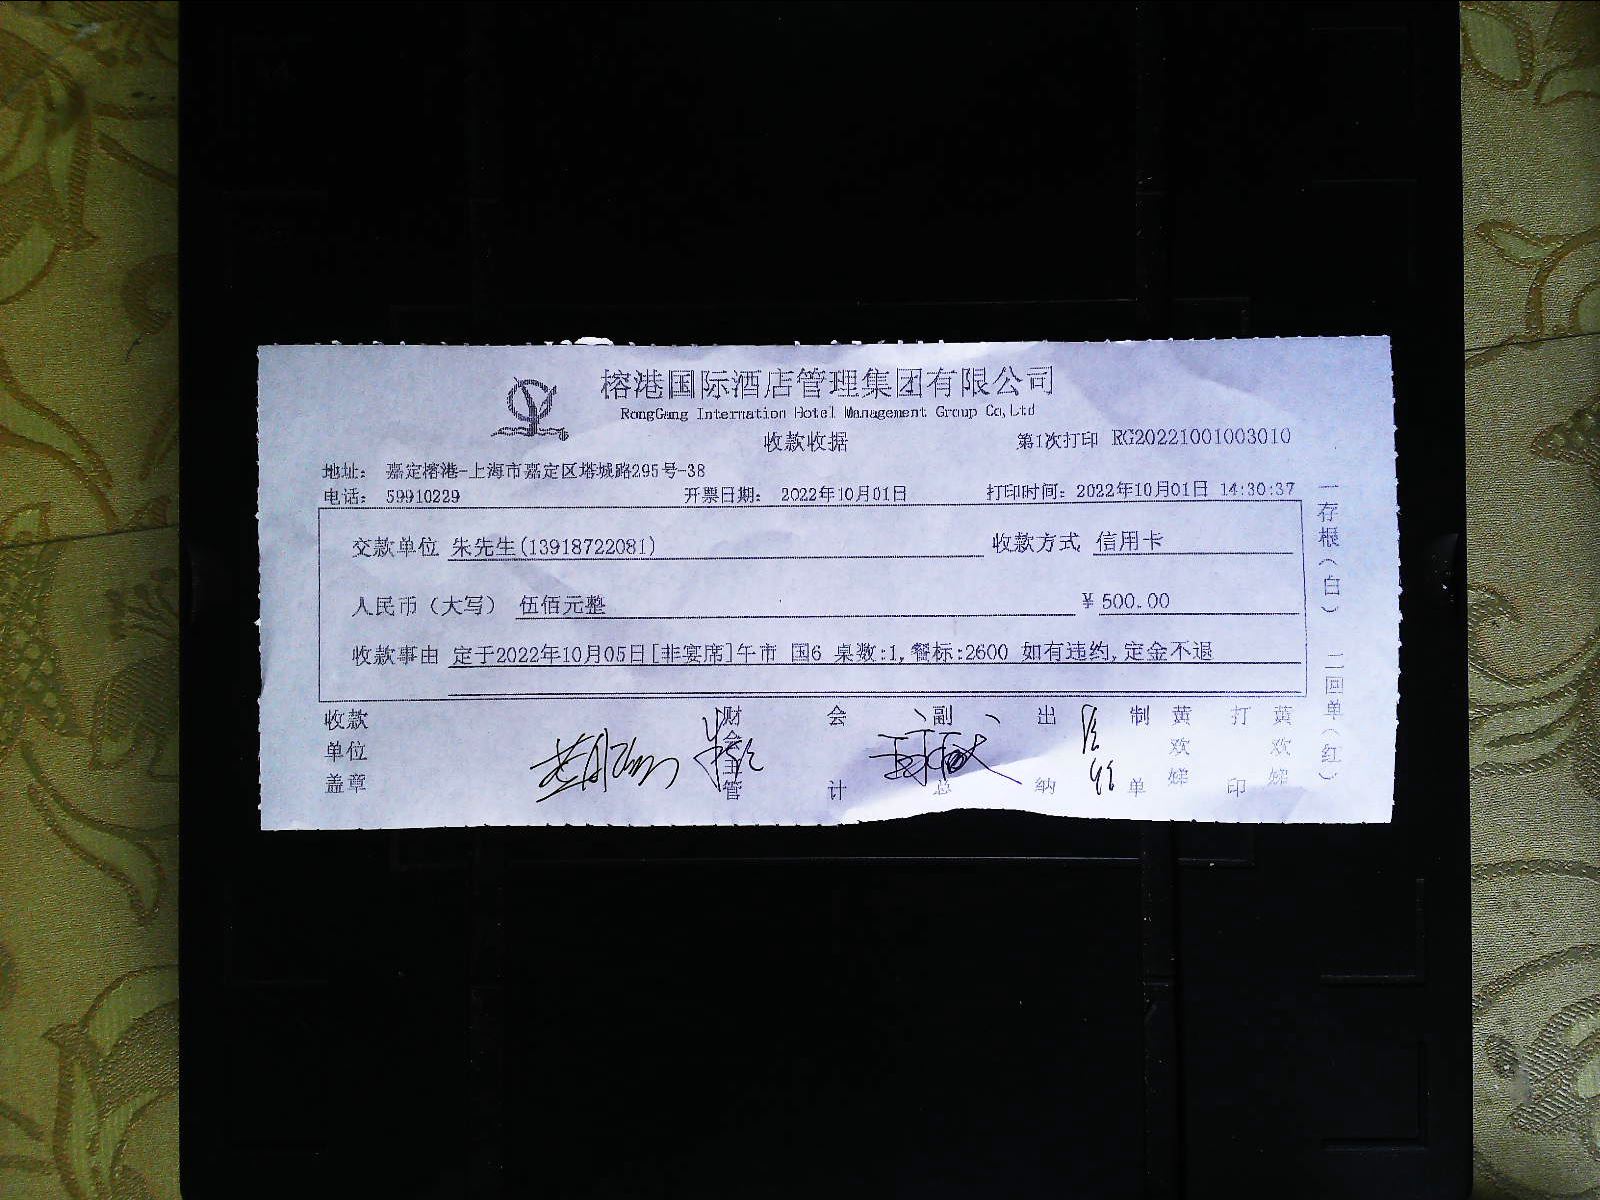 榕港国际酒店管理集团有限公司
RongGang Internation Hotel Management Group Co,Ltd
收款收据 第1次打印 RG20221001003010
地址： 嘉定榕港-上海市嘉定区塔城路295号-38
电话： 59910229 开票日期： 2022年10月01日 打印时间：2022年10月01日 14:30:37
交款单位 朱先生(13918722081) 收款方式 信用卡
人民币（大写） 伍佰元整 ¥ 500.00
收款事由 定于2022年10月05日[非宴席]午市 国6 桌数:1,餐标:2600 如有违约,定金不退
收款单位盖章 财会主管 会计 副总 出纳 制单 黄欢娣 打印 黄欢娣
一存根（白） 二回单（红）